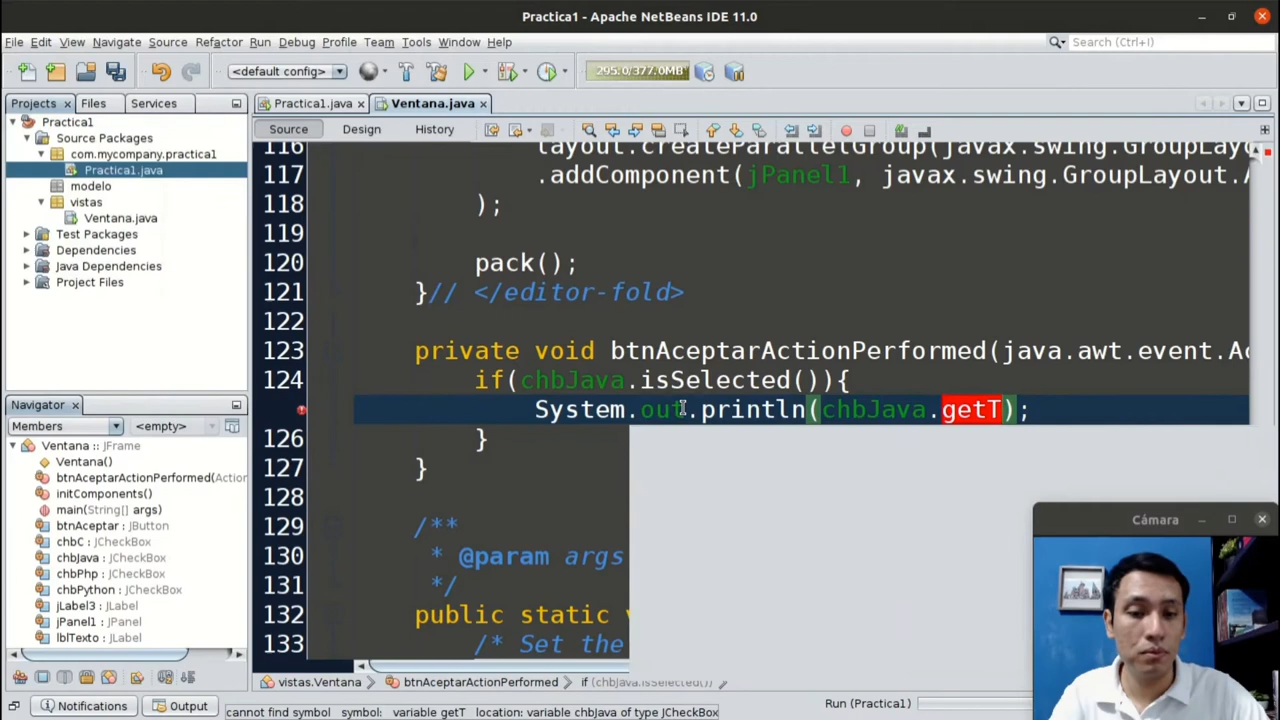 Practica1 - Apache NetBeans IDE 11.0
File Edit View Navigate Source Refactor Run Debug Profile Team Tools Window Help
Search (Ctrl+I)
<default config>
295.0/377.0MB
Projects Files Services
Practica1.java Ventana.java
Source Design History
Practica1
Source Packages
com.mycompany.practica1
Practica1.java
modelo
vistas
Ventana.java
Test Packages
Dependencies
Java Dependencies
Project Files
Navigator
Members <empty>
Ventana :: JFrame
Ventana()
btnAceptarActionPerformed(Action
initComponents()
main(String[] args)
btnAceptar : JButton
chbC : JCheckBox
chbJava : JCheckBox
chbPhp : JCheckBox
chbPython : JCheckBox
jLabel3 : JLabel
jPanel1 : JPanel
lblTexto : JLabel
116 layout.createParallelGroup(javax.swing.GroupLayou
117 .addComponent(jPanel1, javax.swing.GroupLayout.A
118 );
119
120 pack();
121 }// </editor-fold>
122
123 private void btnAceptarActionPerformed(java.awt.event.Ac
124 if(chbJava.isSelected()){
System.out.println(chbJava.getT);
126 }
127 }
128
129 /**
130 * @param args
131 */
132 public static v
133 /* Set the
Cámara
vistas.Ventana btnAceptarActionPerformed if (chbJava.isSelected())
Notifications Output
Run (Practica1)
cannot find symbol symbol: variable getT location: variable chbJava of type JCheckBox